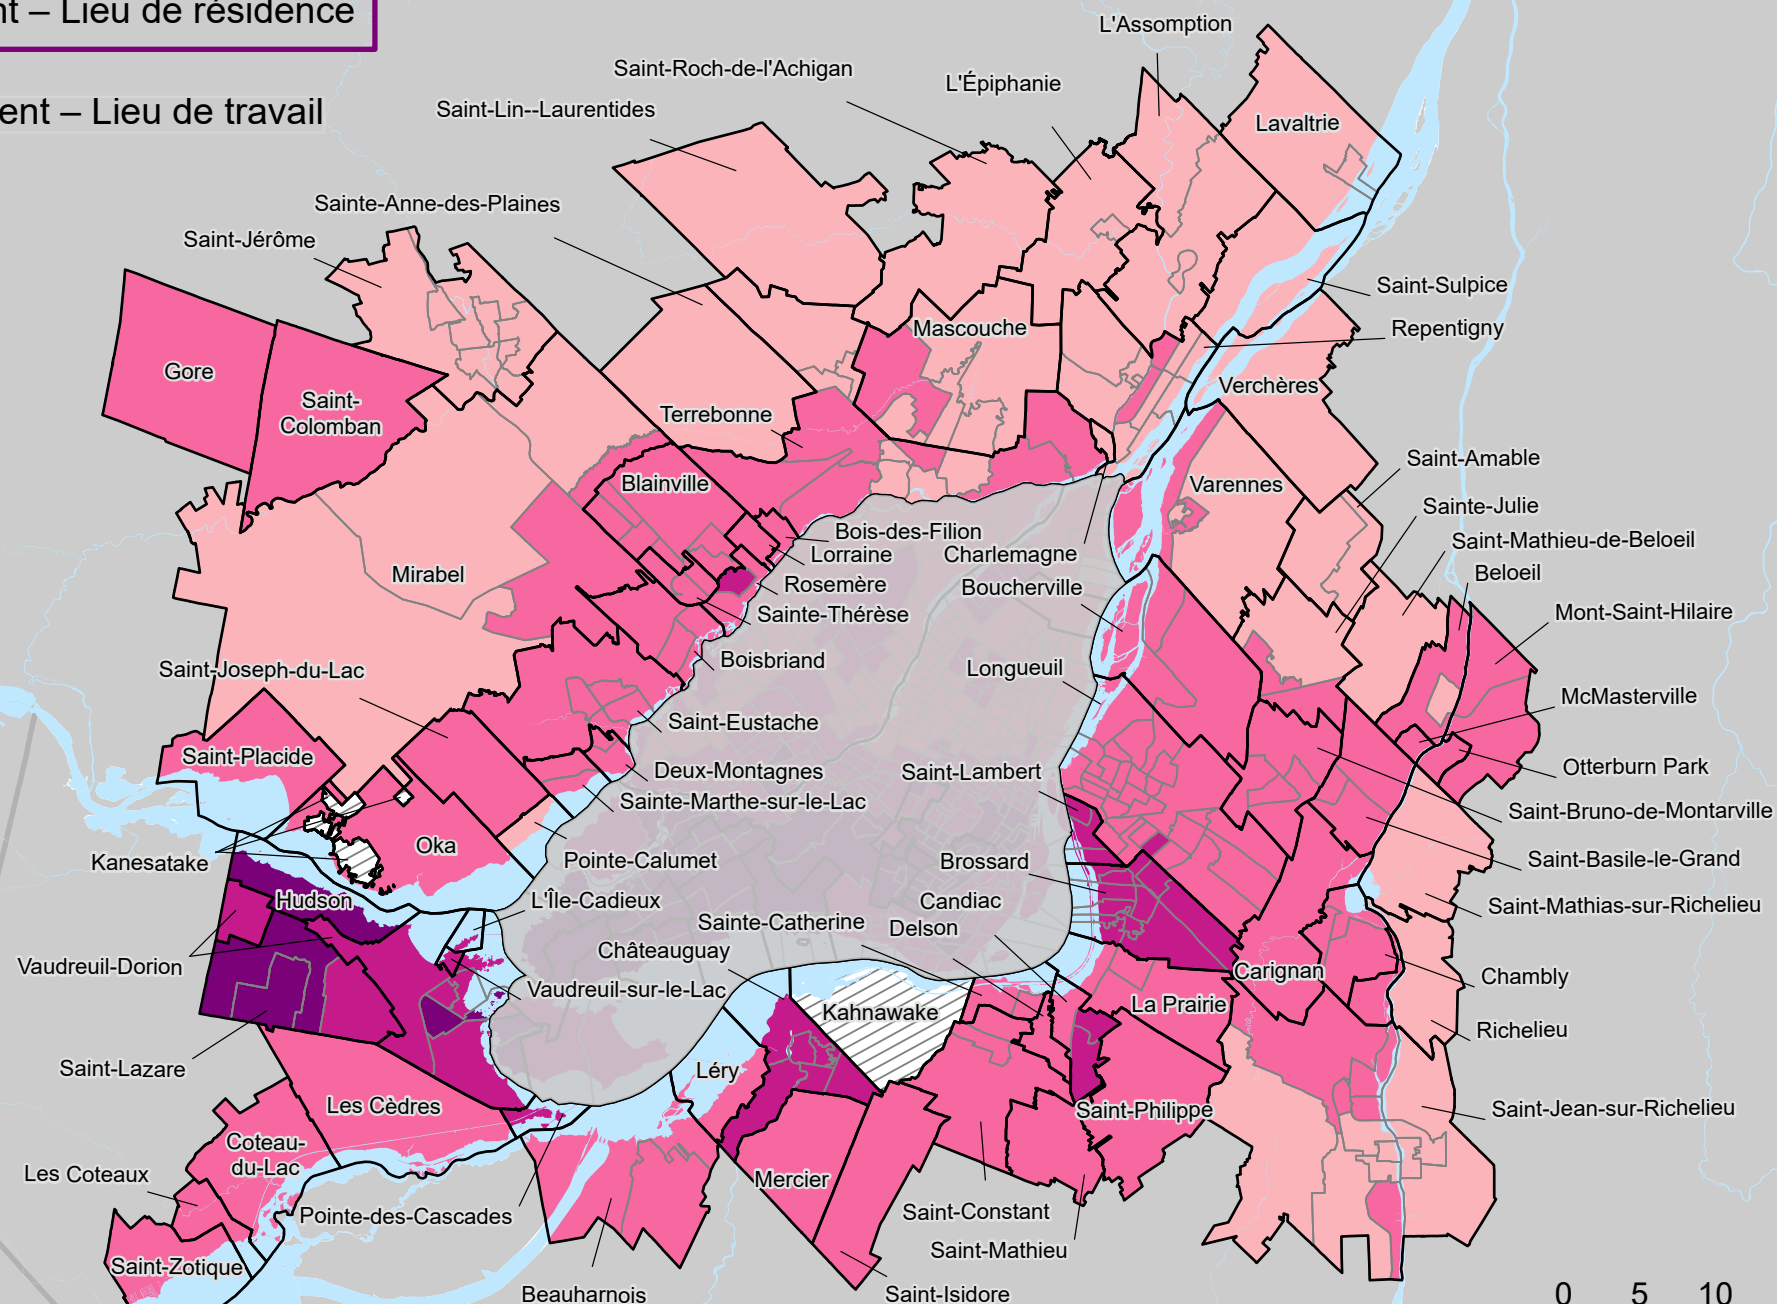 nt – Lieu de résidence
ent – Lieu de travail
L'Assomption
Saint-Roch-de-l'Achigan
L'Épiphanie
Saint-Lin--Laurentides
Lavaltrie
Sainte-Anne-des-Plaines
Saint-Jérôme
Saint-Sulpice
Repentigny
Mascouche
Gore
Verchères
Saint-
Colomban
Terrebonne
Saint-Amable
Blainville
Varennes
Sainte-Julie
Bois-des-Filion
Saint-Mathieu-de-Beloeil
Lorraine
Charlemagne
Mirabel
Beloeil
Rosemère
Boucherville
Sainte-Thérèse
Mont-Saint-Hilaire
Boisbriand
Saint-Joseph-du-Lac
Longueuil
McMasterville
Saint-Eustache
Saint-Placide
Deux-Montagnes
Saint-Lambert
Otterburn Park
Sainte-Marthe-sur-le-Lac
Saint-Bruno-de-Montarville
Oka
Kanesatake
Pointe-Calumet
Brossard
Saint-Basile-le-Grand
Hudson
L'Île-Cadieux
Candiac
Saint-Mathias-sur-Richelieu
Sainte-Catherine
Delson
Châteauguay
Vaudreuil-Dorion
Carignan
Chambly
Vaudreuil-sur-le-Lac
La Prairie
Kahnawake
Richelieu
Saint-Lazare
Léry
Les Cèdres
Saint-Philippe
Saint-Jean-sur-Richelieu
Coteau-
du-Lac
Les Coteaux
Mercier
Pointe-des-Cascades
Saint-Constant
Saint-Mathieu
Saint-Zotique
Beauharnois
Saint-Isidore
0 5 10